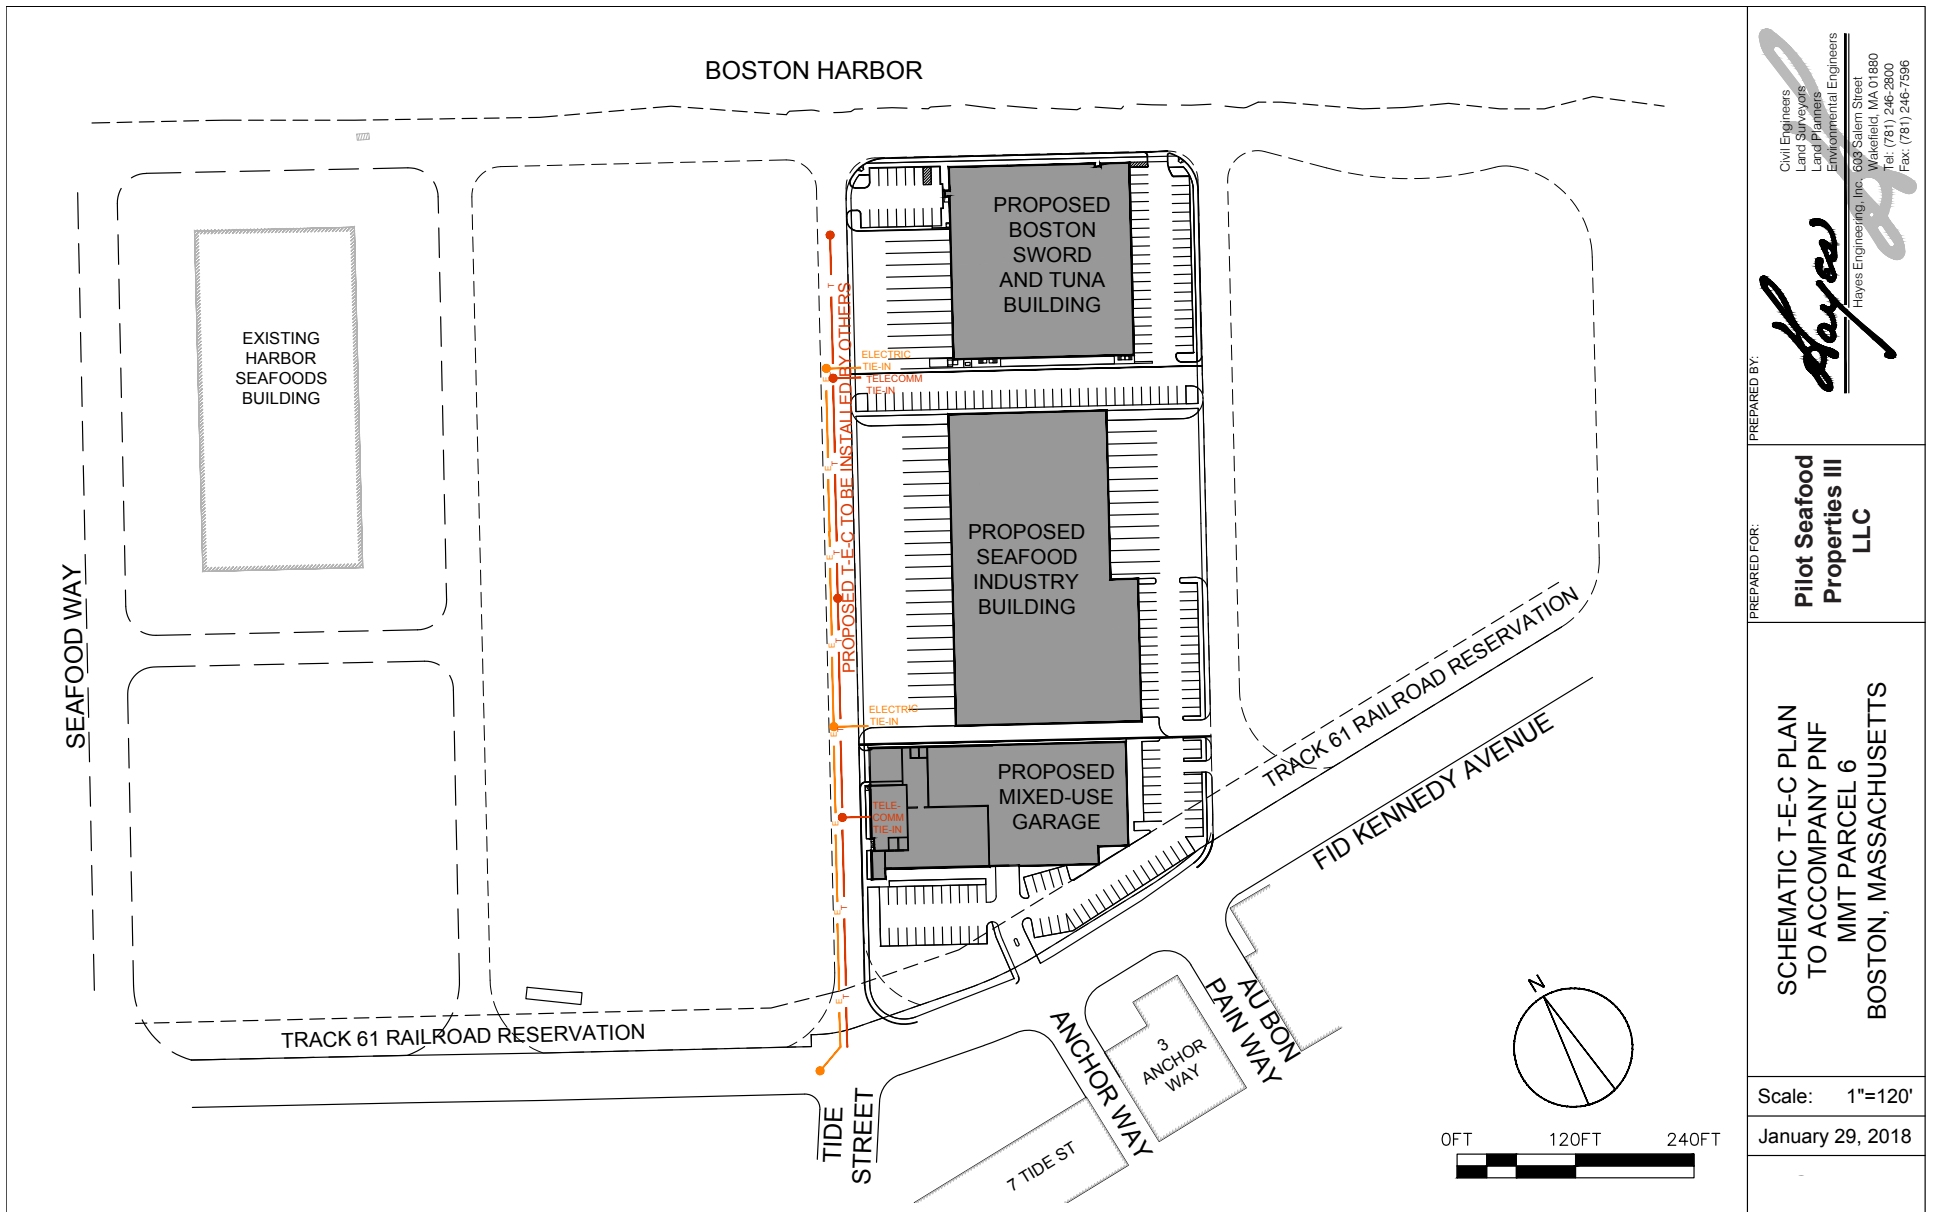 BOSTON HARBOR
EXISTING
HARBOR
SEAFOODS
BUILDING
SEAFOOD WAY
PROPOSED
BOSTON
SWORD
AND TUNA
BUILDING
T
PROPOSED T-E-C TO BE INSTALLED BY OTHERS
ELECTRIC
TIE-IN
TELECOMM
TIE-IN
E
E
T
E
T
E
T
PROPOSED
SEAFOOD
INDUSTRY
BUILDING
ELECTRIC
TIE-IN
E
T
PROPOSED
MIXED-USE
GARAGE
TELE-
COMM
TIE-IN
E
T
E
T
E
T
TRACK 61 RAILROAD RESERVATION
FID KENNEDY AVENUE
TRACK 61 RAILROAD RESERVATION
TIDE
STREET
ANCHOR WAY
AU BON
PAIN WAY
3
ANCHOR
WAY
7 TIDE ST
N
0FT
120FT
240FT
PREPARED BY:
Hayes
Civil Engineers
Land Surveyors
Land Planners
Environmental Engineers
Hayes Engineering, Inc.
603 Salem Street
Wakefield, MA 01880
Tel: (781) 246-2800
Fax: (781) 246-7596
PREPARED FOR:
Pilot Seafood
Properties III
LLC
SCHEMATIC T-E-C PLAN
TO ACCOMPANY PNF
MMT PARCEL 6
BOSTON, MASSACHUSETTS
Scale: 1"=120'
January 29, 2018